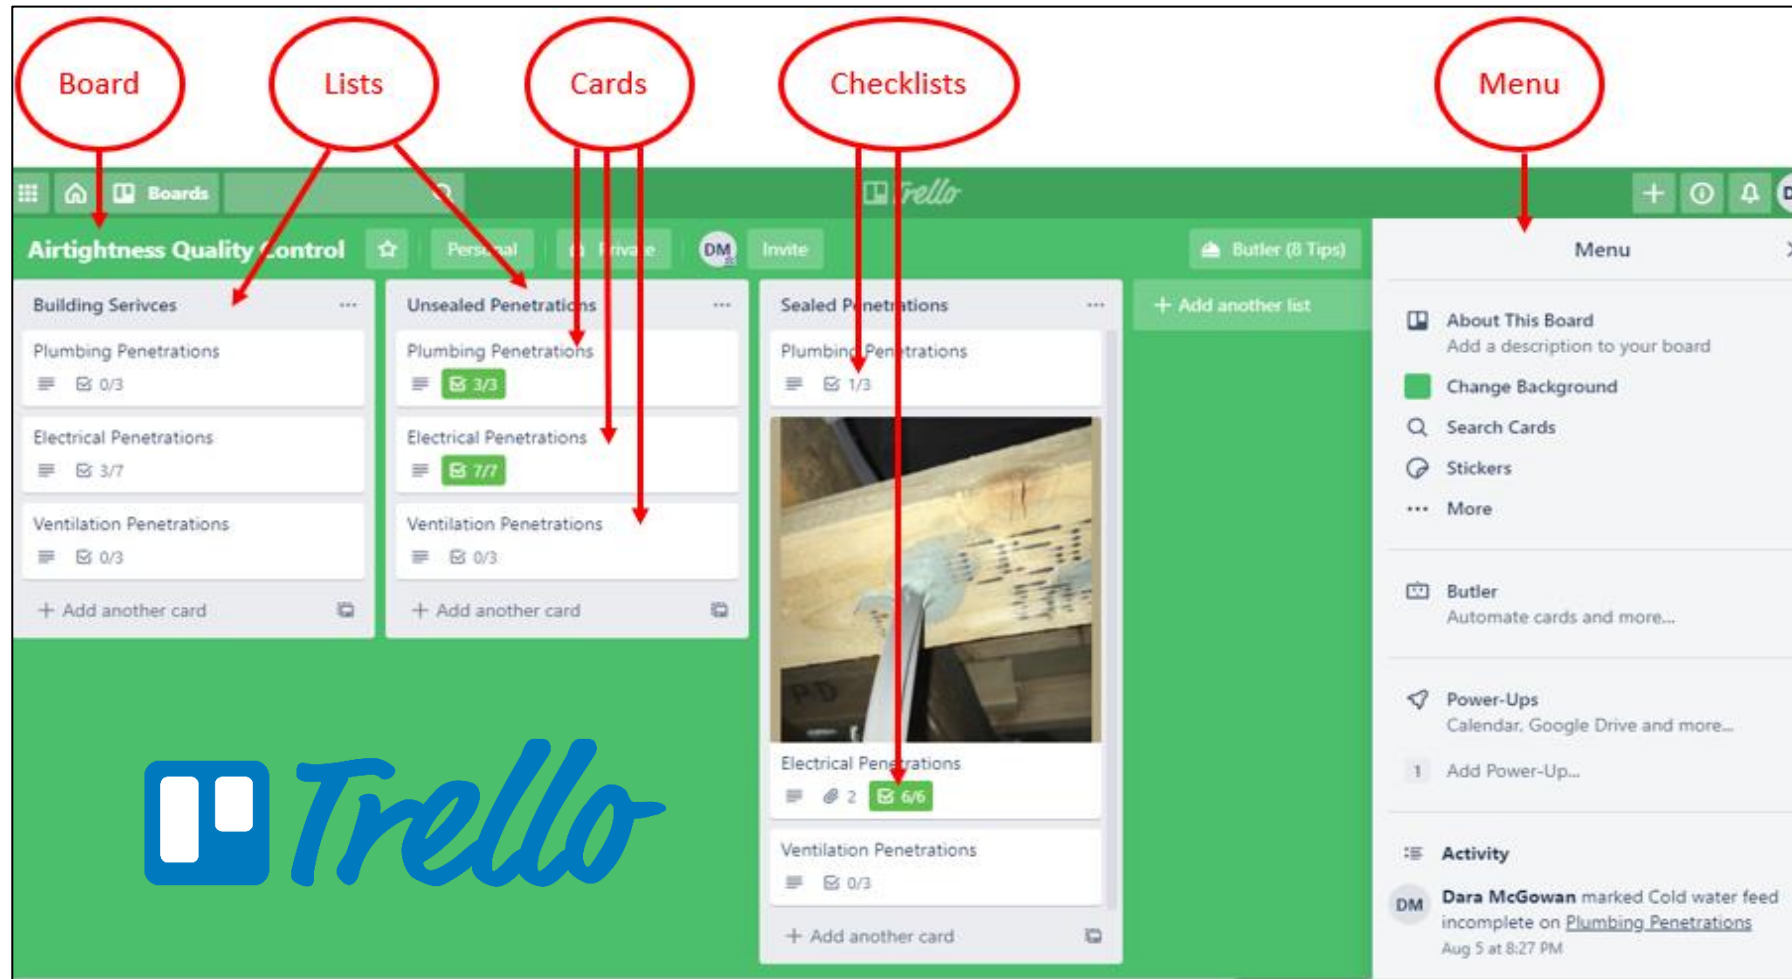 Board
Lists
Cards
Checklists
Menu
Boards
Trello
Airtightness Quality Control
Personal
Private
DM
Invite
Butler (8 Tips)
Menu
Building Serivces
Plumbing Penetrations
0/3
Electrical Penetrations
3/7
Ventilation Penetrations
0/3
+ Add another card
Unsealed Penetrations
Plumbing Penetrations
3/3
Electrical Penetrations
7/7
Ventilation Penetrations
0/3
+ Add another card
Sealed Penetrations
Plumbing Penetrations
1/3
PD
Electrical Penetrations
2 6/6
Ventilation Penetrations
0/3
+ Add another card
+ Add another list
About This Board
Add a description to your board
Change Background
Search Cards
Stickers
More
Butler
Automate cards and more...
Power-Ups
Calendar, Google Drive and more...
1 Add Power-Up...
Activity
DM
Dara McGowan marked Cold water feed
incomplete on Plumbing Penetrations
Aug 5 at 8:27 PM
Trello